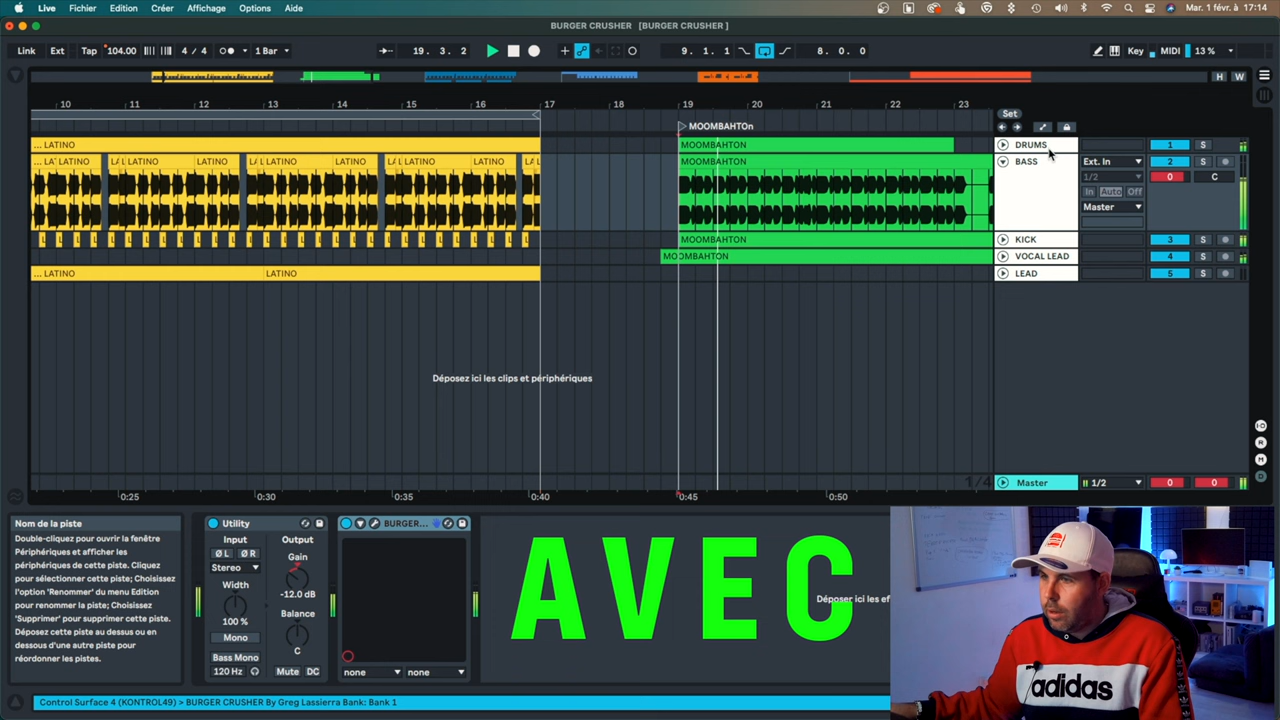 Live Fichier Edition Créer Affichage Options Aide Mar. 1 févr. à 17:14
BURGER CRUSHER [BURGER CRUSHER ]
Link Ext Tap 104.00 4 / 4 1 Bar 19. 3. 2 9. 1. 1 8. 0. 0 Key MIDI 13 %
H W
10 11 12 13 14 15 16 17 18 19 20 21 22 23 Set
MOOMBAHTOn
... LATINO MOOMBAHTON DRUMS 1 S
... LA LATINO LA L LATINO LATINO LA L LATINO LATINO LA L LATINO LATINO LA L MOOMBAHTON BASS Ext. In 2 S
1/2 0 C
In Auto Off
Master
L L L L L L L L L L L L L L L L L L L L L L L L L L MOOMBAHTON KICK 3 S
MOOMBAHTON VOCAL LEAD 4 S
... LATINO LATINO LEAD 5 S
Déposez ici les clips et périphériques
I·O
R
M
D
1/4 Master 1/2 0 0
0:25 0:30 0:35 0:40 0:45 0:50
Nom de la piste
Double-cliquez pour ouvrir la fenêtre
Périphériques et afficher les
périphériques de cette piste; Cliquez
pour sélectionner cette piste; Choisissez
l'option 'Renommer' du menu Edition
pour renommer la piste; Choisissez
'Supprimer' pour supprimer cette piste.
Déposez cette piste au dessus ou en
dessous d'une autre piste pour
réordonner les pistes.
Utility
Input Output
Ø L Ø R Gain
Stereo
Width -12.0 dB
Balance
100 %
Mono C
Bass Mono
120 Hz Mute DC
BURGER...
none none
AVEC
Déposer ici les ef
adidas
Control Surface 4 (KONTROL49) > BURGER CRUSHER By Greg Lassierra Bank: Bank 1